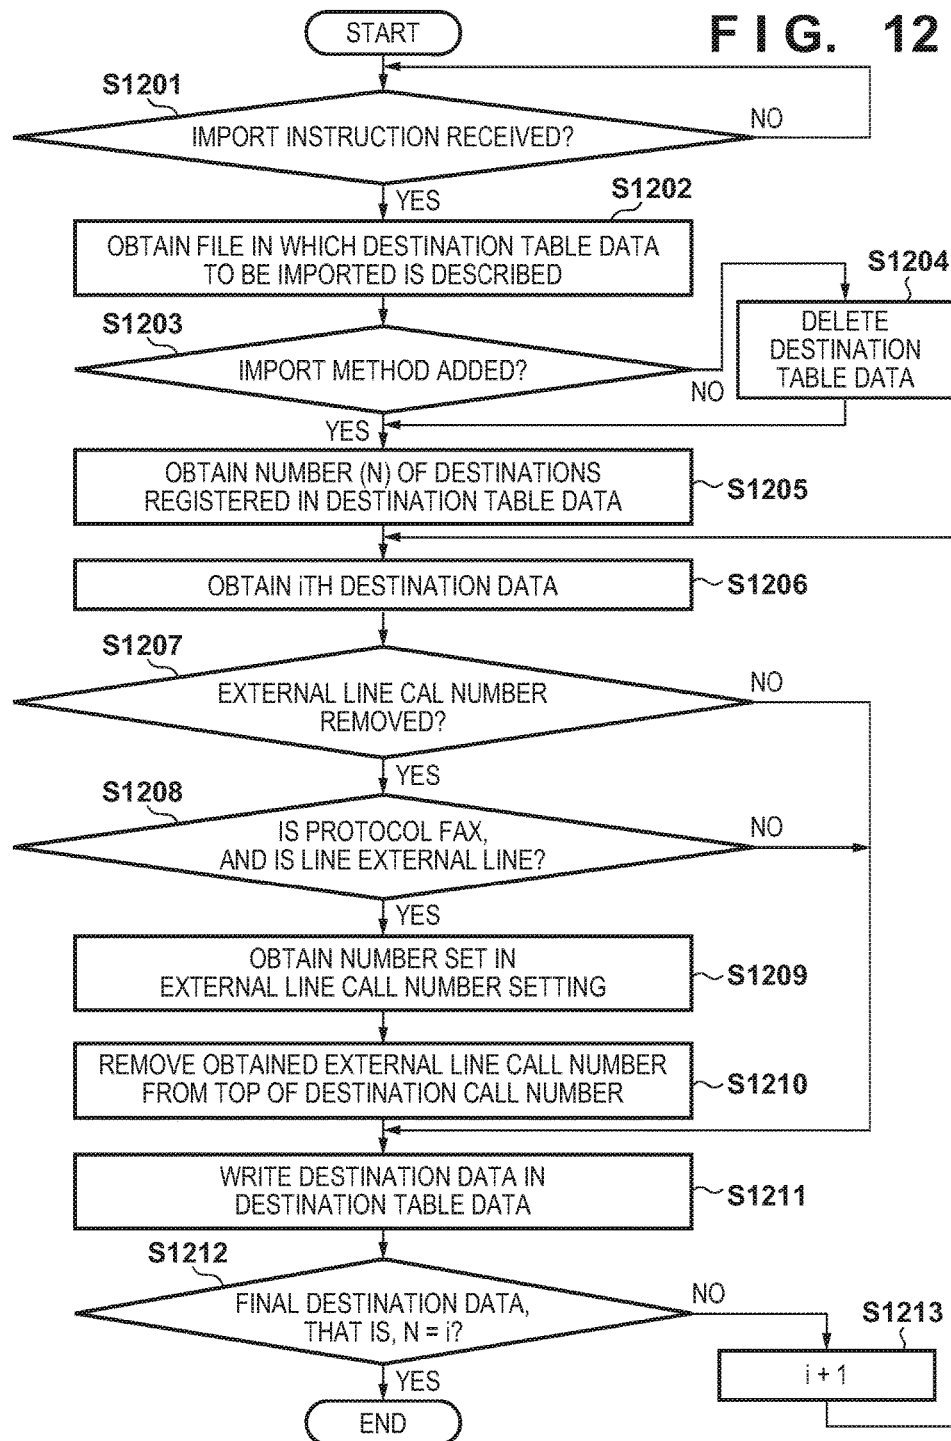 START
FIG. 12
S1201
IMPORT INSTRUCTION RECEIVED?
NO
YES
S1202
OBTAIN FILE IN WHICH DESTINATION TABLE DATA
TO BE IMPORTED IS DESCRIBED
S1203
IMPORT METHOD ADDED?
NO
S1204
DELETE
DESTINATION
TABLE DATA
YES
OBTAIN NUMBER (N) OF DESTINATIONS
REGISTERED IN DESTINATION TABLE DATA
S1205
OBTAIN iTH DESTINATION DATA
S1206
S1207
EXTERNAL LINE CAL NUMBER
REMOVED?
NO
YES
S1208
IS PROTOCOL FAX,
AND IS LINE EXTERNAL LINE?
NO
YES
OBTAIN NUMBER SET IN
EXTERNAL LINE CALL NUMBER SETTING
S1209
REMOVE OBTAINED EXTERNAL LINE CALL NUMBER
FROM TOP OF DESTINATION CALL NUMBER
S1210
WRITE DESTINATION DATA IN
DESTINATION TABLE DATA
S1211
S1212
FINAL DESTINATION DATA,
THAT IS, N = i?
NO
S1213
i + 1
YES
END